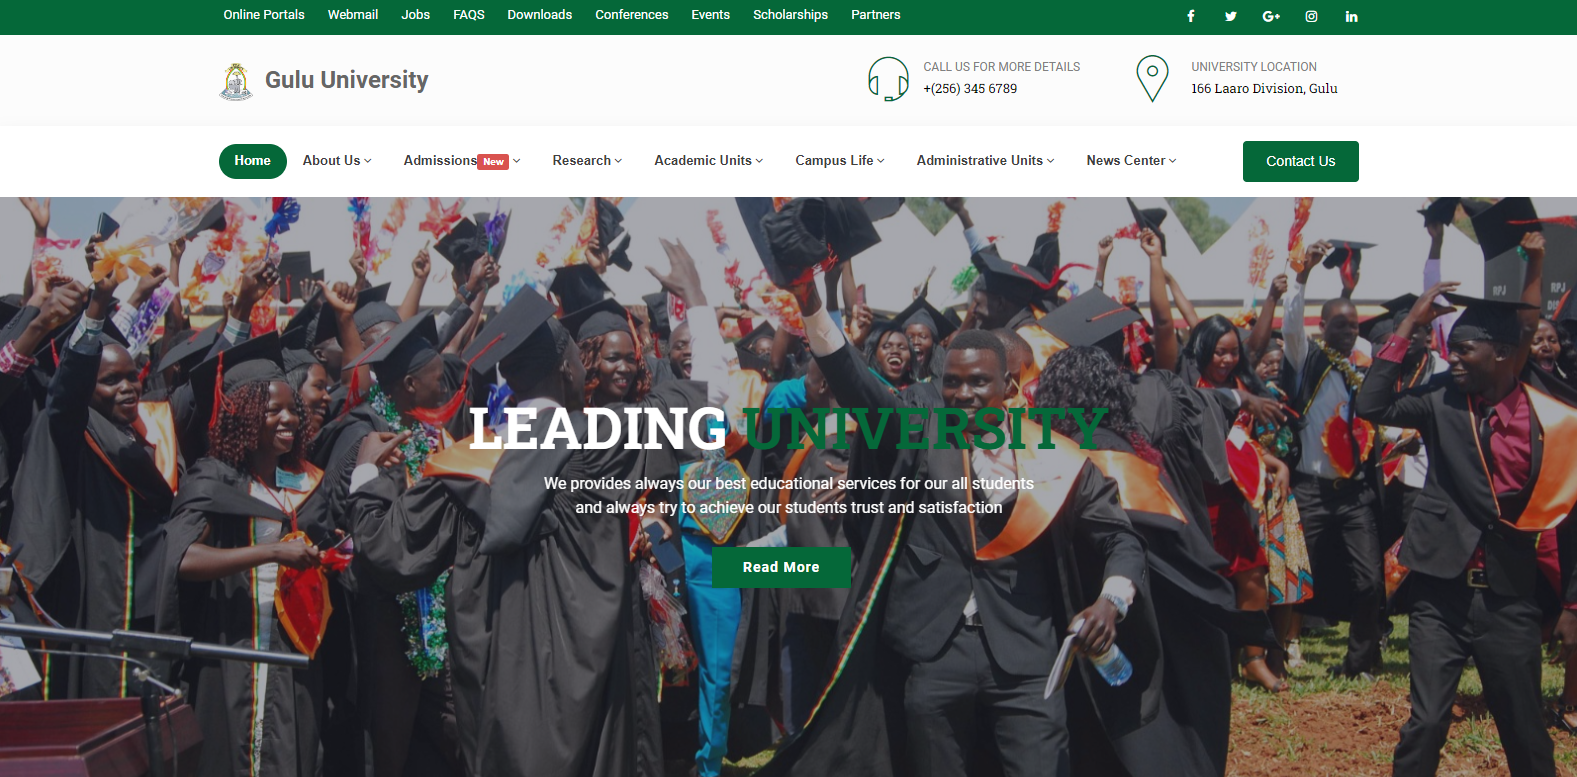 Online Portals Webmail Jobs FAQS Downloads Conferences Events Scholarships Partners
Gulu University
CALL US FOR MORE DETAILS
+(256) 345 6789
UNIVERSITY LOCATION
166 Laaro Division, Gulu
Home About Us Admissions New Research Academic Units Campus Life Administrative Units News Center Contact Us
RPJ
RPJ
LEADING UNIVERSITY
We provides always our best educational services for our all students
and always try to achieve our students trust and satisfaction
Read More